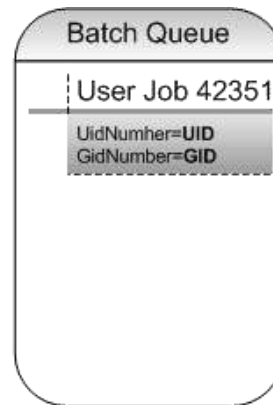 Batch Queue
User Job 42351
UidNumher=UID
GidNumber=GID